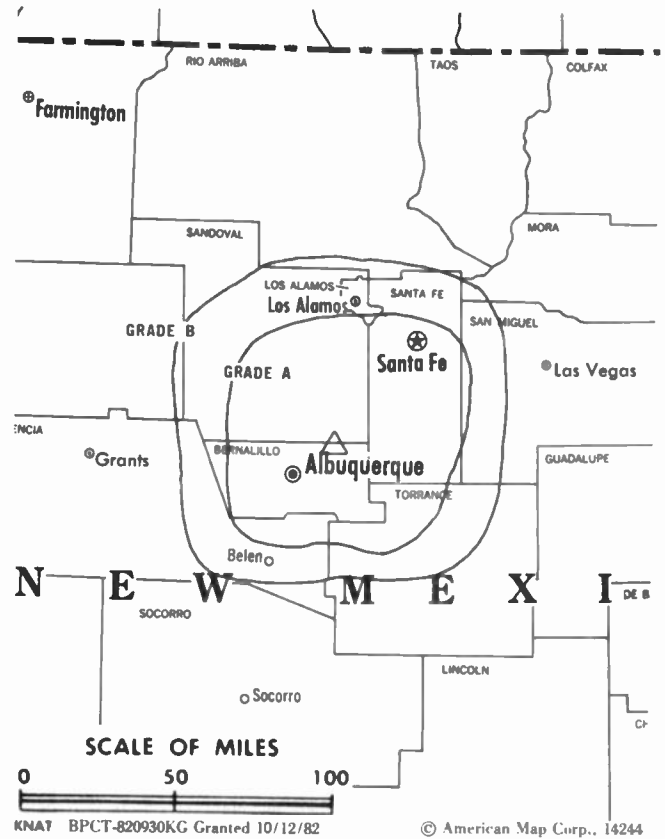 RIO ARRIBA
TAOS
COLFAX
Farmington
MORA
SANDOVAL
LOS ALAMOS
SANTA FE
Los Alamos
SAN MIGUEL
GRADE B
Santa Fe
GRADE A
Las Vegas
ENCIA
BERNALILLO
Grants
Albuquerque
GUADALUPE
TORRANCE
Belen
N E W M E X I
DE B
SOCORRO
LINCOLN
Socorro
CH
SCALE OF MILES
0 50 100
KNAT BPCT-820930KG Granted 10/12/82
© American Map Corp., 14244